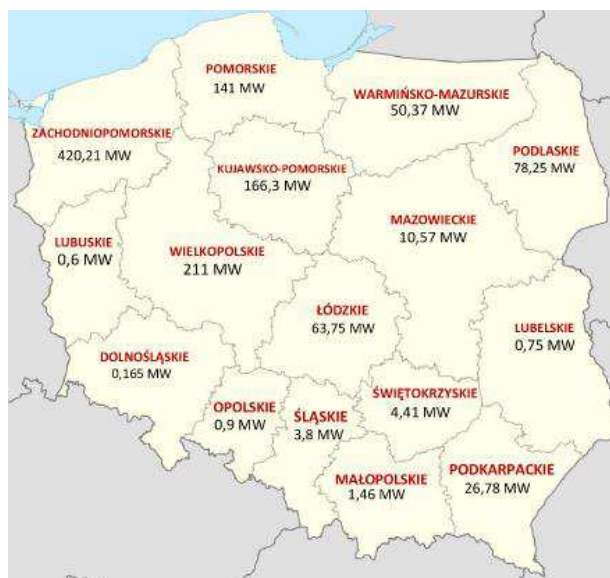 POMORSKIE
141 MW
WARMIŃSKO-MAZURSKIE
50,37 MW
ZACHODNIOPOMORSKIE
420,21 MW
KUJAWSKO-POMORSKIE
166,3 MW
PODLASKIE
78,25 MW
MAZOWIECKIE
10,57 MW
LUBUSKIE
0,6 MW
WIELKOPOLSKIE
211 MW
ŁÓDZKIE
63,75 MW
LUBELSKIE
0,75 MW
DOLNOŚLĄSKIE
0,165 MW
OPOLSKIE
0,9 MW
ŚLĄSKIE
3,8 MW
ŚWIĘTOKRZYSKIE
4,41 MW
MAŁOPOLSKIE
1,46 MW
PODKARPACKIE
26,78 MW